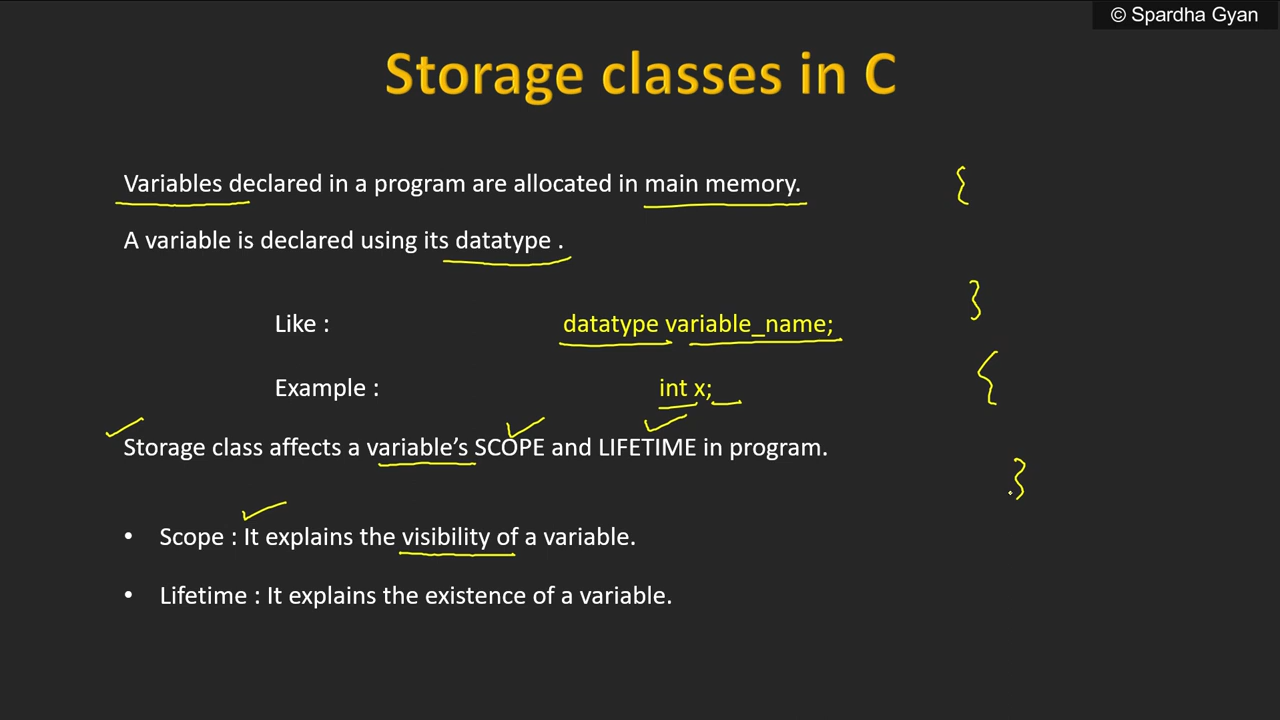 © Spardha Gyan
Storage classes in C
Variables declared in a program are allocated in main memory.
{
A variable is declared using its datatype .
}
Like : datatype variable_name;
Example : int x;
{
Storage class affects a variable’s SCOPE and LIFETIME in program.
}
• Scope : It explains the visibility of a variable.
• Lifetime : It explains the existence of a variable.